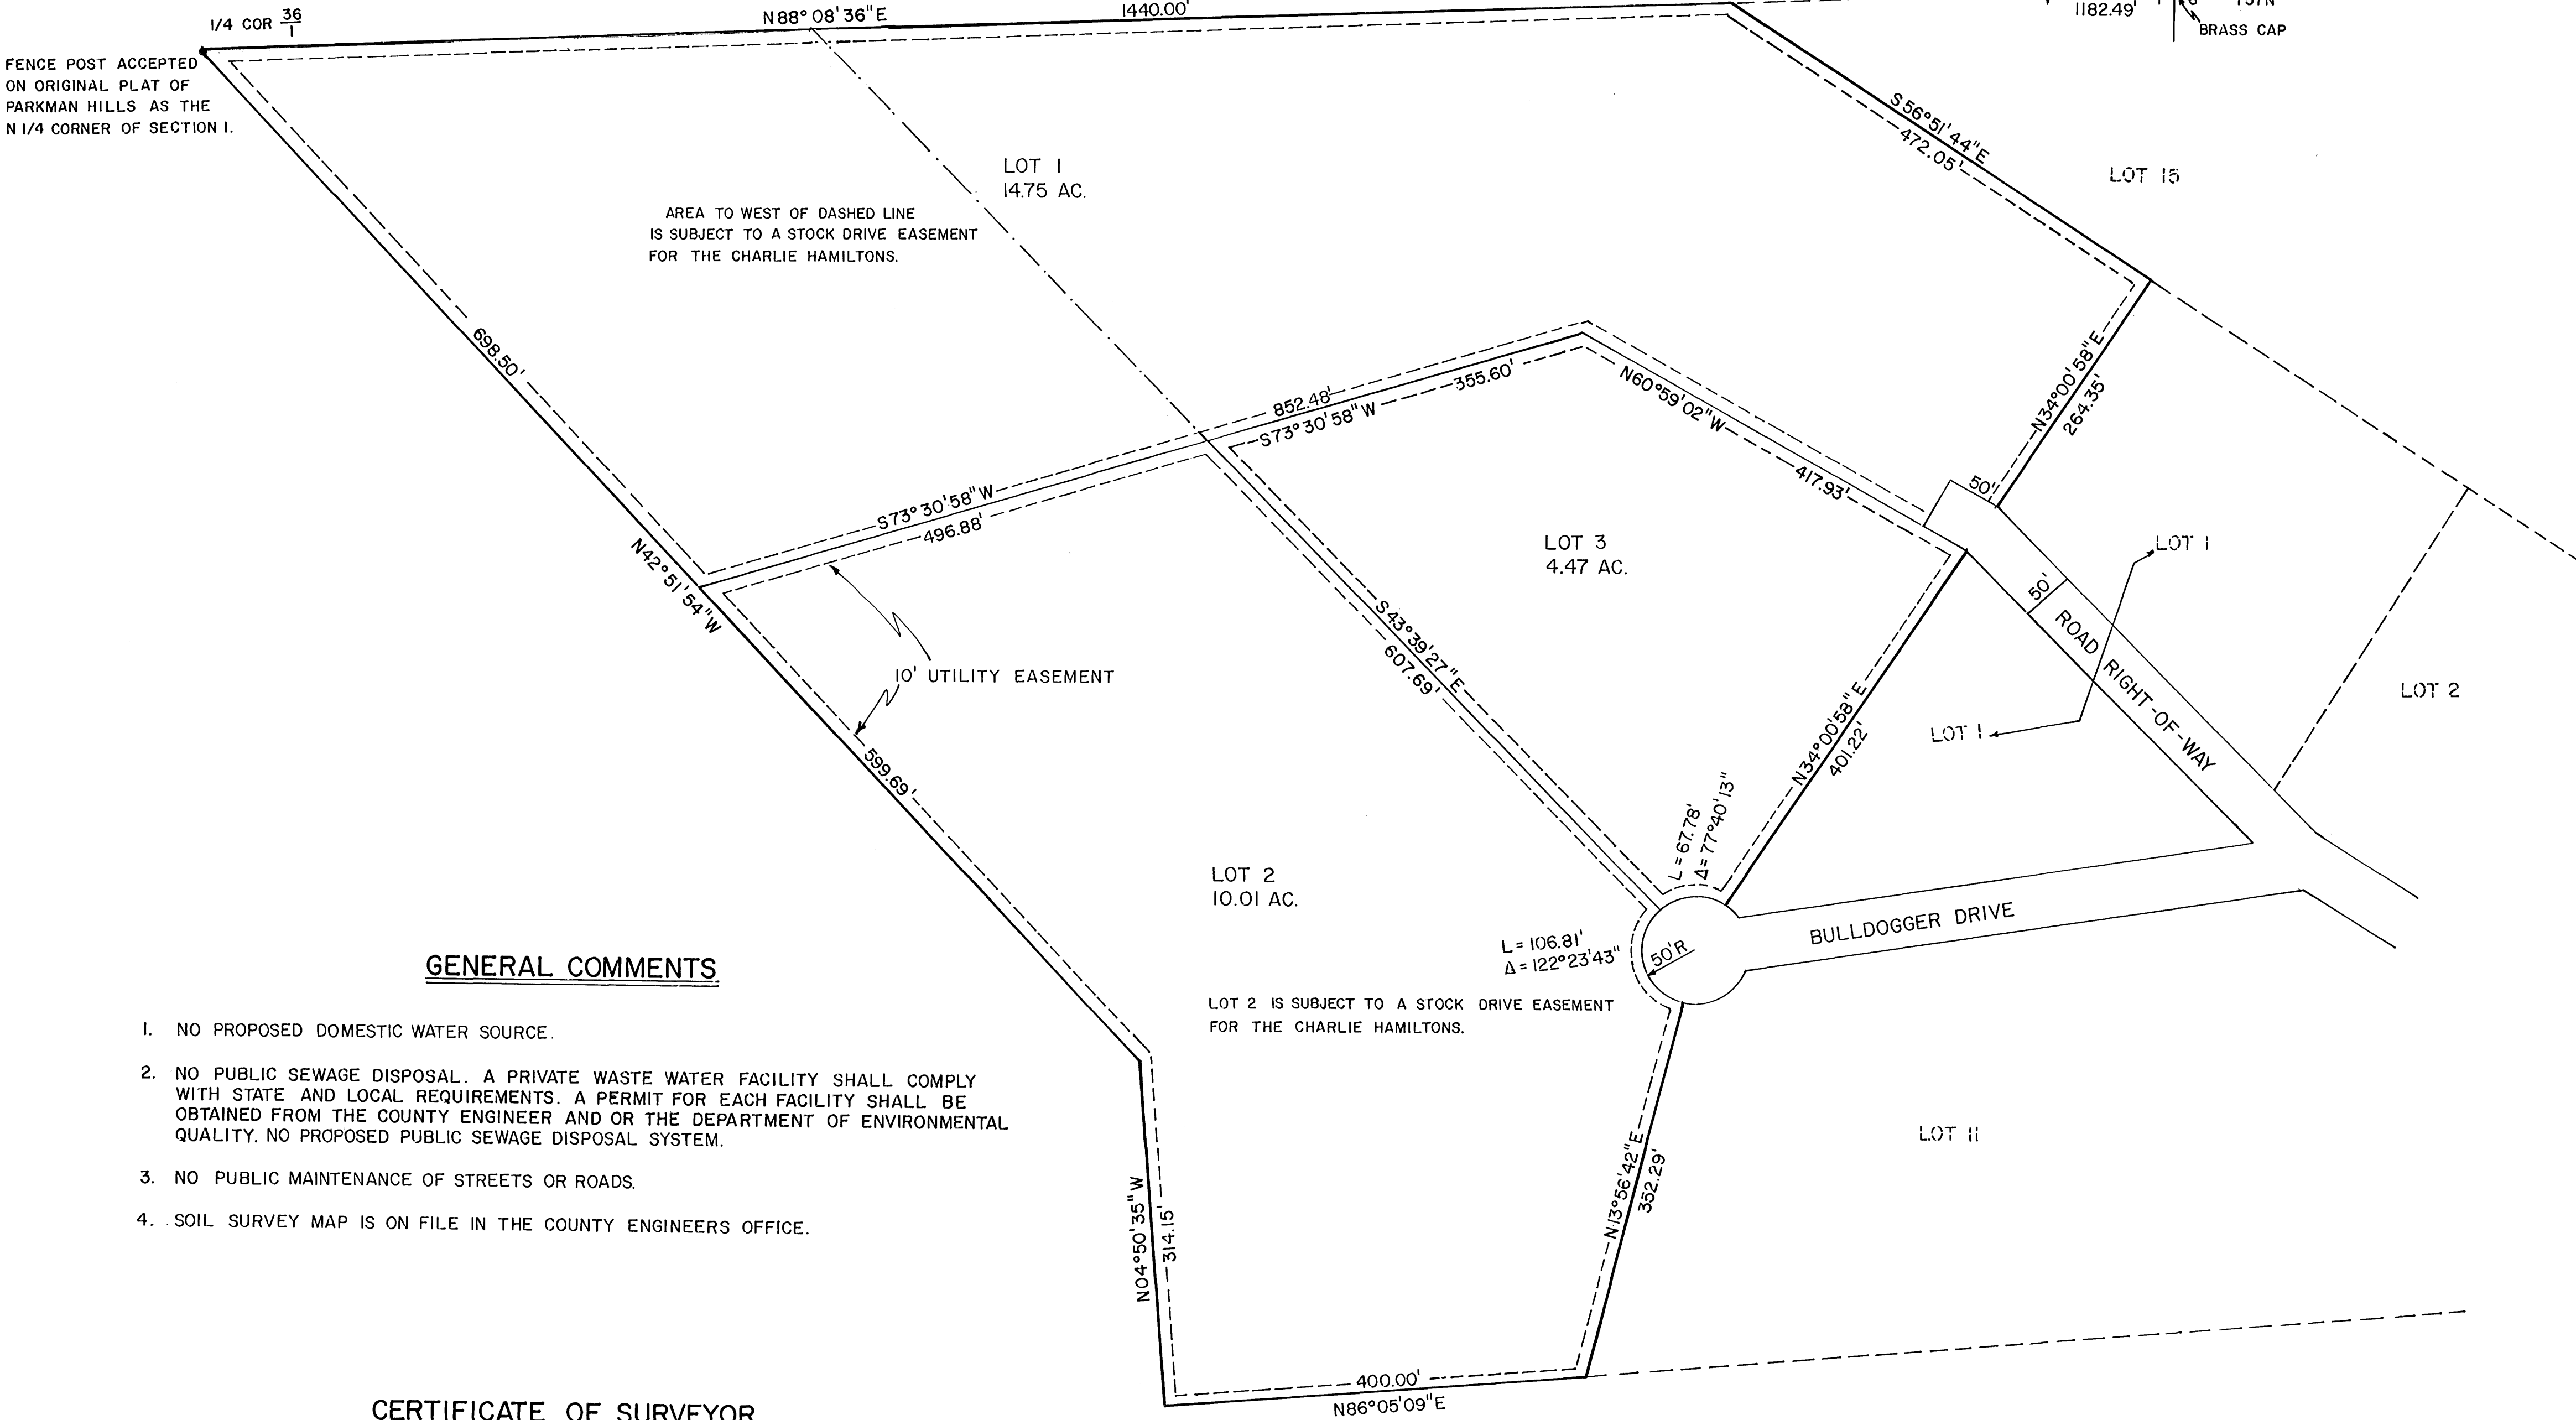 1/4 COR 36/1
N88°08'36"E
1440.00'
1182.49'
BRASS CAP
FENCE POST ACCEPTED
ON ORIGINAL PLAT OF
PARKMAN HILLS AS THE
N 1/4 CORNER OF SECTION 1.
S56°51'44"E
472.05'
LOT 15
LOT 1
14.75 AC.
AREA TO WEST OF DASHED LINE
IS SUBJECT TO A STOCK DRIVE EASEMENT
FOR THE CHARLIE HAMILTONS.
698.50'
852.48'
S73°30'58"W
355.60'
N60°59'02"W
417.93'
N34°00'58"E
264.35'
50'
S73°30'58"W
496.88'
N42°51'54"W
LOT 3
4.47 AC.
LOT 1
50'
ROAD RIGHT-OF-WAY
S43°39'27"E
607.69'
10' UTILITY EASEMENT
LOT 2
N34°00'58"E
401.22'
LOT 1
599.69'
L=67.78'
Δ=77°40'13"
LOT 2
10.01 AC.
BULLDOGGER DRIVE
L=106.81'
Δ=122°23'43"
50'R
LOT 2 IS SUBJECT TO A STOCK DRIVE EASEMENT
FOR THE CHARLIE HAMILTONS.
GENERAL COMMENTS
1. NO PROPOSED DOMESTIC WATER SOURCE.
2. NO PUBLIC SEWAGE DISPOSAL. A PRIVATE WASTE WATER FACILITY SHALL COMPLY
WITH STATE AND LOCAL REQUIREMENTS. A PERMIT FOR EACH FACILITY SHALL BE
OBTAINED FROM THE COUNTY ENGINEER AND OR THE DEPARTMENT OF ENVIRONMENTAL
QUALITY. NO PROPOSED PUBLIC SEWAGE DISPOSAL SYSTEM.
3. NO PUBLIC MAINTENANCE OF STREETS OR ROADS.
4. SOIL SURVEY MAP IS ON FILE IN THE COUNTY ENGINEERS OFFICE.
LOT 11
N13°56'42"E
352.29'
N04°50'35"W
314.15'
400.00'
N86°05'09"E
CERTIFICATE OF SURVEYOR